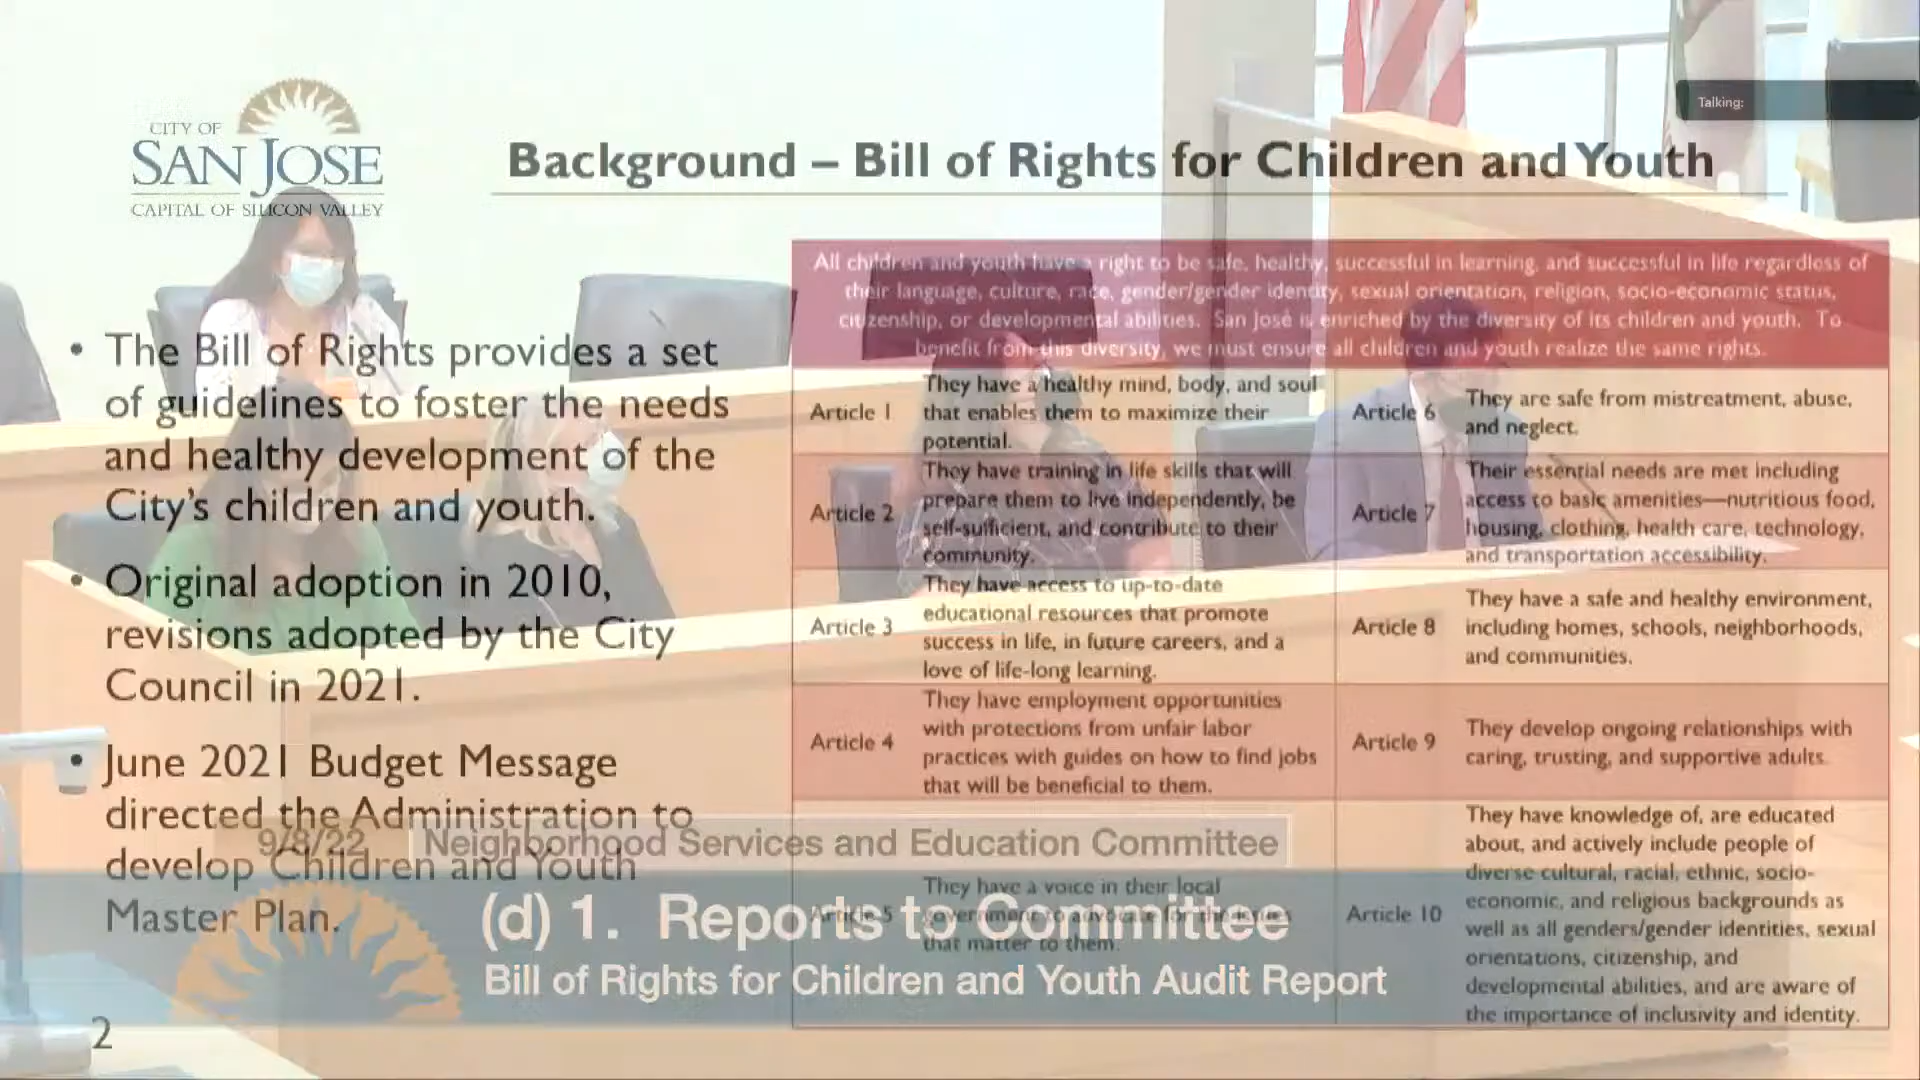 CITY OF
SAN JOSE
CAPITAL OF SILICON VALLEY
Background – Bill of Rights for Children and Youth
Talking:
• The Bill of Rights provides a set
of guidelines to foster the needs
and healthy development of the
City's children and youth.
• Original adoption in 2010,
revisions adopted by the City
Council in 2021.
• June 2021 Budget Message
directed the Administration to
develop Children and Youth
Master Plan.
All children and youth have a right to be safe, healthy, successful in learning, and successful in life regardless of
their language, culture, race, gender/gender identity, sexual orientation, religion, socio-economic status,
citizenship, or developmental abilities. San José is enriched by the diversity of its children and youth. To
benefit from this diversity, we must ensure all children and youth realize the same rights.
Article 1
They have a healthy mind, body, and soul
that enables them to maximize their
potential.
Article 2
They have training in life skills that will
prepare them to live independently, be
self-sufficient, and contribute to their
community.
Article 3
They have access to up-to-date
educational resources that promote
success in life, in future careers, and a
love of life-long learning.
Article 4
They have employment opportunities
with protections from unfair labor
practices with guides on how to find jobs
that will be beneficial to them.
Article 5
They have a voice in their local
government to advocate for the issues
that matter to them.
Article 6
They are safe from mistreatment, abuse,
and neglect.
Article 7
Their essential needs are met including
access to basic amenities—nutritious food,
housing, clothing, health care, technology,
and transportation accessibility.
Article 8
They have a safe and healthy environment,
including homes, schools, neighborhoods,
and communities.
Article 9
They develop ongoing relationships with
caring, trusting, and supportive adults.
Article 10
They have knowledge of, are educated
about, and actively include people of
diverse cultural, racial, ethnic, socio-
economic, and religious backgrounds as
well as all genders/gender identities, sexual
orientations, citizenship, and
developmental abilities, and are aware of
the importance of inclusivity and identity.
9/8/22
Neighborhood Services and Education Committee
(d) 1. Reports to Committee
Bill of Rights for Children and Youth Audit Report
2